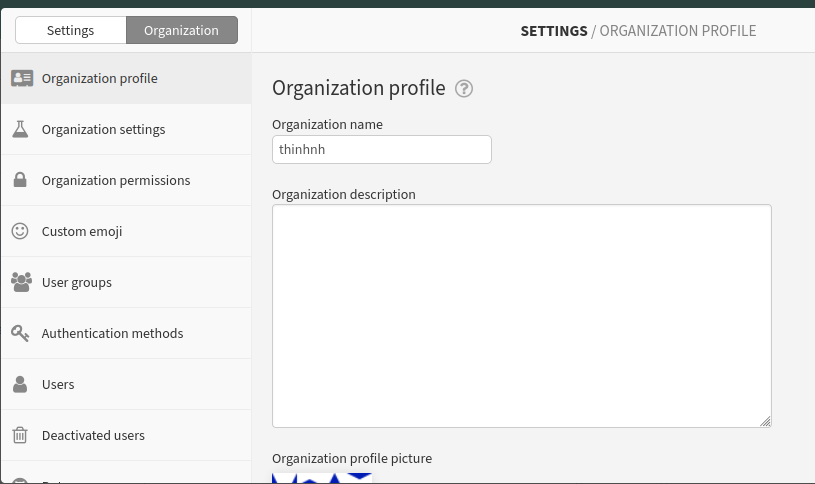 Settings
Organization
SETTINGS / ORGANIZATION PROFILE
Organization profile
Organization settings
Organization permissions
Custom emoji
User groups
Authentication methods
Users
Deactivated users
Organization profile
Organization name
thinhnh
Organization description
Organization profile picture